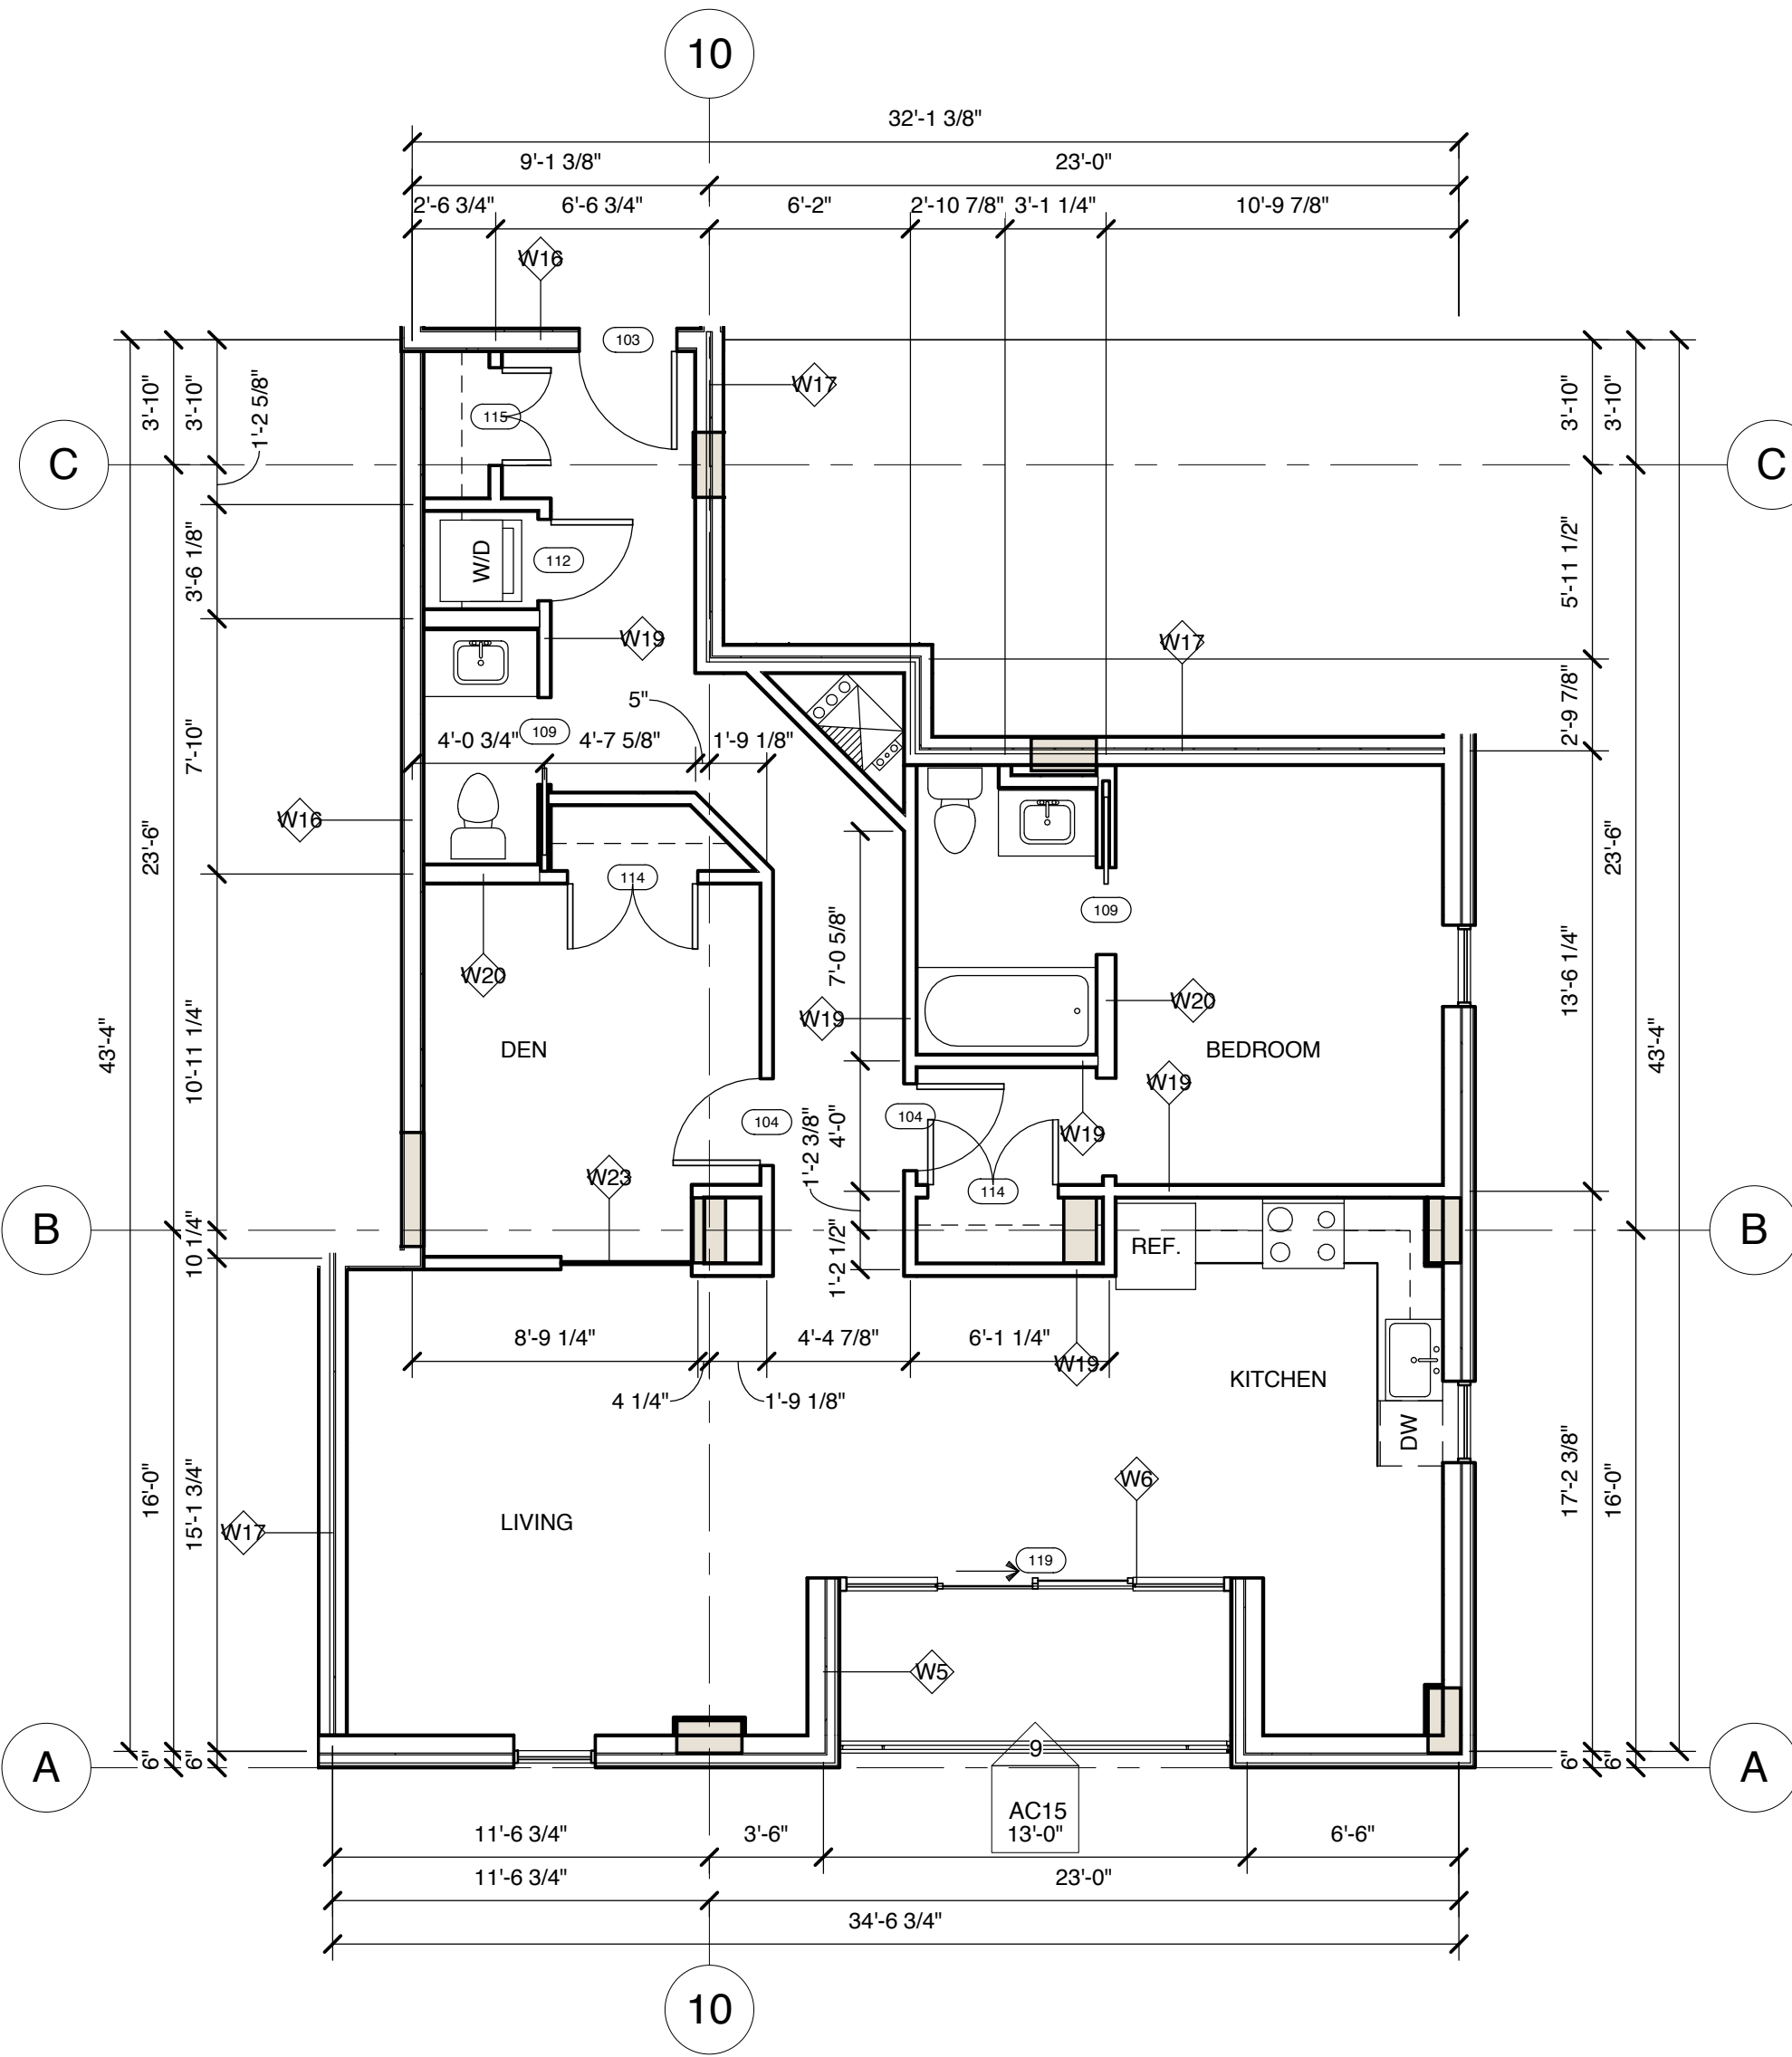 10
32'-1 3/8"
9'-1 3/8"
23'-0"
2'-6 3/4"
6'-6 3/4"
6'-2"
2'-10 7/8"
3'-1 1/4"
10'-9 7/8"
W16
103
W17
3'-10"
3'-10"
1'-2 5/8"
3'-10"
3'-10"
115
C
C
3'-6 1/8"
W/D
112
5'-11 1/2"
W19
W17
5"
2'-9 7/8"
7'-10"
4'-0 3/4"
109
4'-7 5/8"
1'-9 1/8"
W16
23'-6"
23'-6"
114
109
7'-0 5/8"
13'-6 1/4"
W20
W19
W20
43'-4"
10'-11 1/4"
DEN
BEDROOM
43'-4"
W19
104
104
4'-0"
1'-2 3/8"
W19
W23
114
B
10 1/4"
1'-2 1/2"
REF.
B
8'-9 1/4"
4'-4 7/8"
6'-1 1/4"
W19
KITCHEN
4 1/4"
1'-9 1/8"
DW
16'-0"
15'-1 3/4"
W6
17'-2 3/8"
16'-0"
W17
LIVING
119
W5
A
6"
6"
9
6"
6"
A
AC15
11'-6 3/4"
3'-6"
13'-0"
6'-6"
11'-6 3/4"
23'-0"
34'-6 3/4"
10